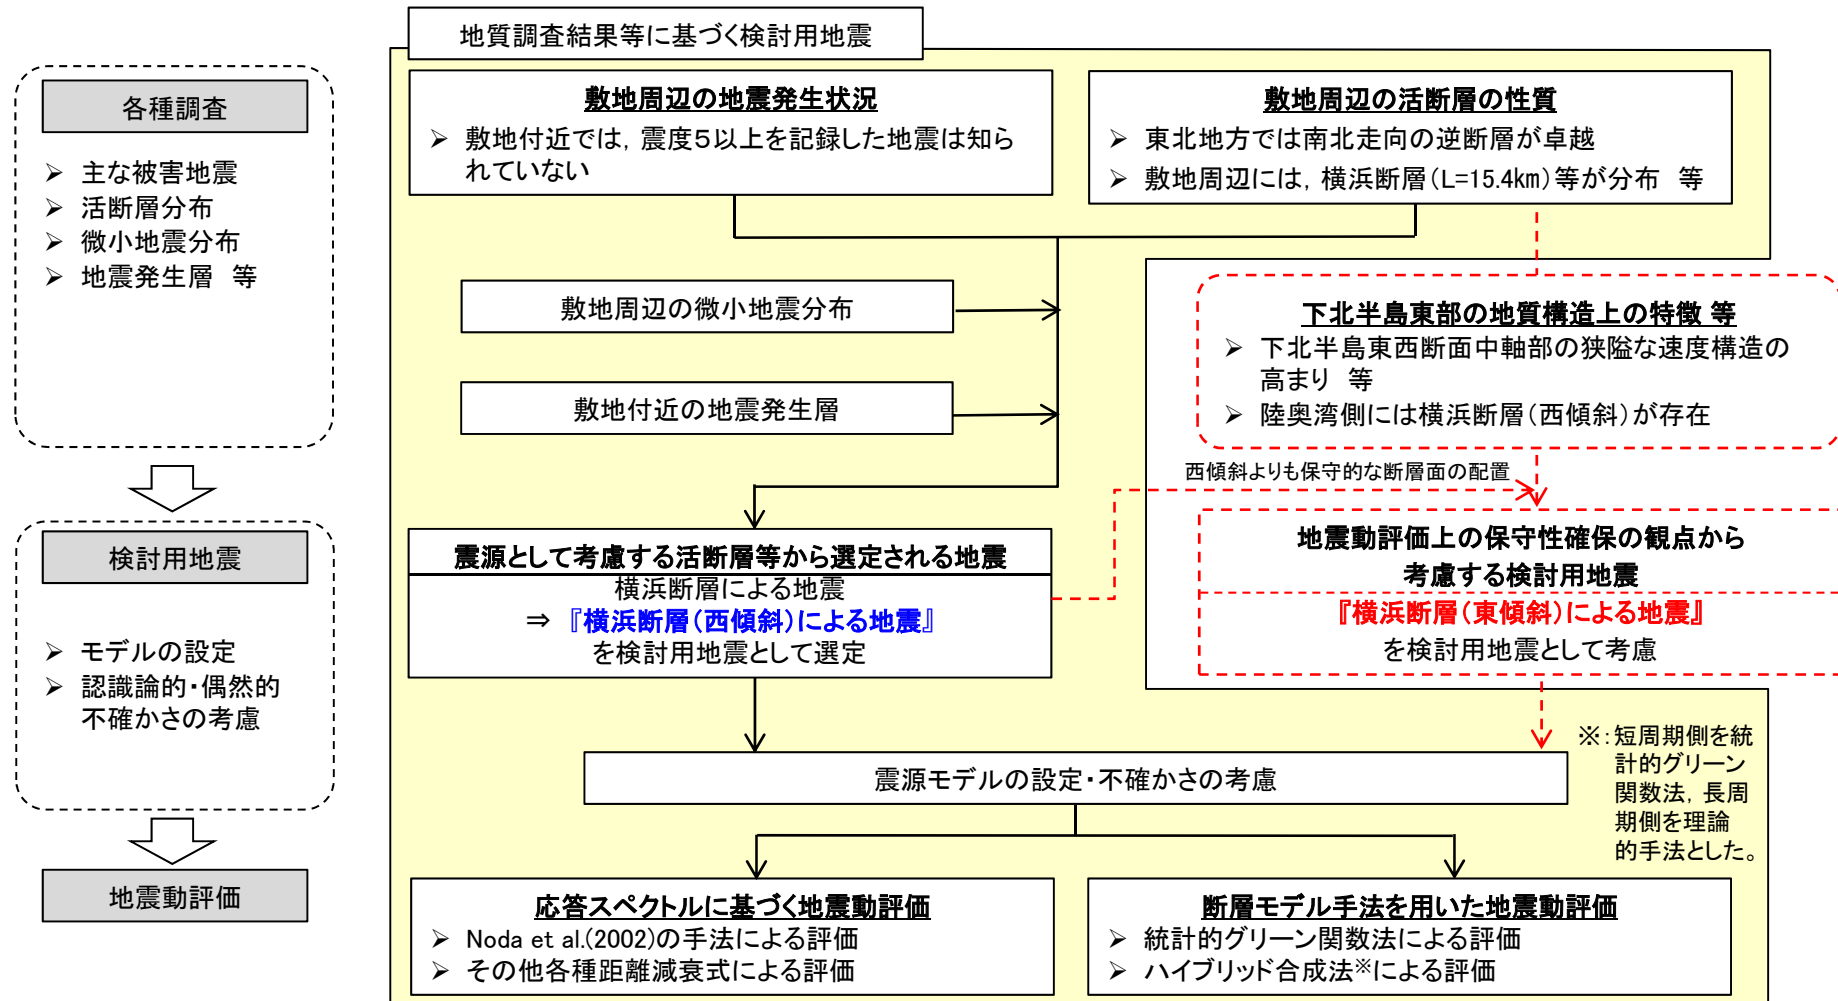 地質調査結果等に基づく検討用地震
各種調査
➢ 主な被害地震
➢ 活断層分布
➢ 微小地震分布
➢ 地震発生層　等
敷地周辺の地震発生状況
➢ 敷地付近では，震度５以上を記録した地震は知ら
れていない
敷地周辺の活断層の性質
➢ 東北地方では南北走向の逆断層が卓越
➢ 敷地周辺には，横浜断層（L=15.4km）等が分布　等
敷地周辺の微小地震分布
敷地付近の地震発生層
下北半島東部の地質構造上の特徴 等
➢ 下北半島東西断面中軸部の狭隘な速度構造の
高まり　等
➢ 陸奥湾側には横浜断層（西傾斜）が存在
西傾斜よりも保守的な断層面の配置
検討用地震
➢ モデルの設定
➢ 認識論的・偶然的
不確かさの考慮
震源として考慮する活断層等から選定される地震
横浜断層による地震
⇒ 『横浜断層（西傾斜）による地震』
を検討用地震として選定
地震動評価上の保守性確保の観点から
考慮する検討用地震
『横浜断層（東傾斜）による地震』
を検討用地震として考慮
震源モデルの設定・不確かさの考慮
※：短周期側を統
計的グリーン
関数法，長周
期側を理論
的手法とした。
地震動評価
応答スペクトルに基づく地震動評価
➢ Noda et al.(2002)の手法による評価
➢ その他各種距離減衰式による評価
断層モデル手法を用いた地震動評価
➢ 統計的グリーン関数法による評価
➢ ハイブリッド合成法※による評価